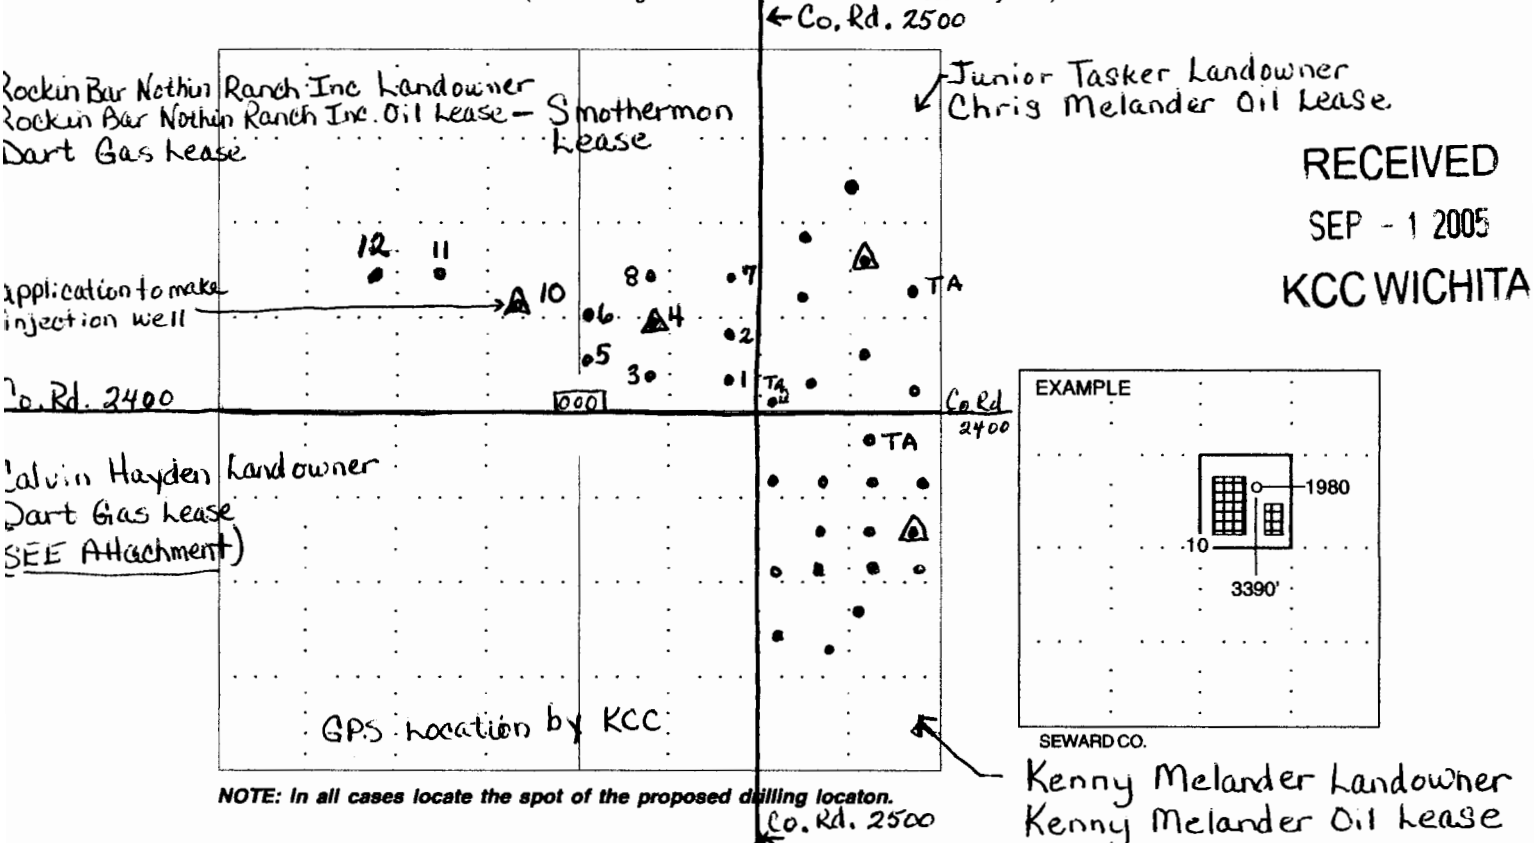 ←Co. Rd. 2500
Rockin Bar Nothin Ranch Inc Landowner
Rockin Bar Nothin Ranch Inc. Oil Lease - Smothermon Lease
Dart Gas Lease
Junior Tasker Landowner
Chris Melander Oil Lease
RECEIVED
SEP - 1 2005
KCC WICHITA
12 11
8 7
TA
application to make
injection well
10
6 4
2
5
3 1
TA
Co. Rd. 2400
000
Co Rd
2400
EXAMPLE
TA
Calvin Hayden Landowner
Dart Gas Lease
(SEE Attachment)
1980
10
3390'
GPS Location by KCC
SEWARD CO.
NOTE: In all cases locate the spot of the proposed drilling locaton.
Kenny Melander Landowner
Kenny Melander Oil Lease
Co. Rd. 2500